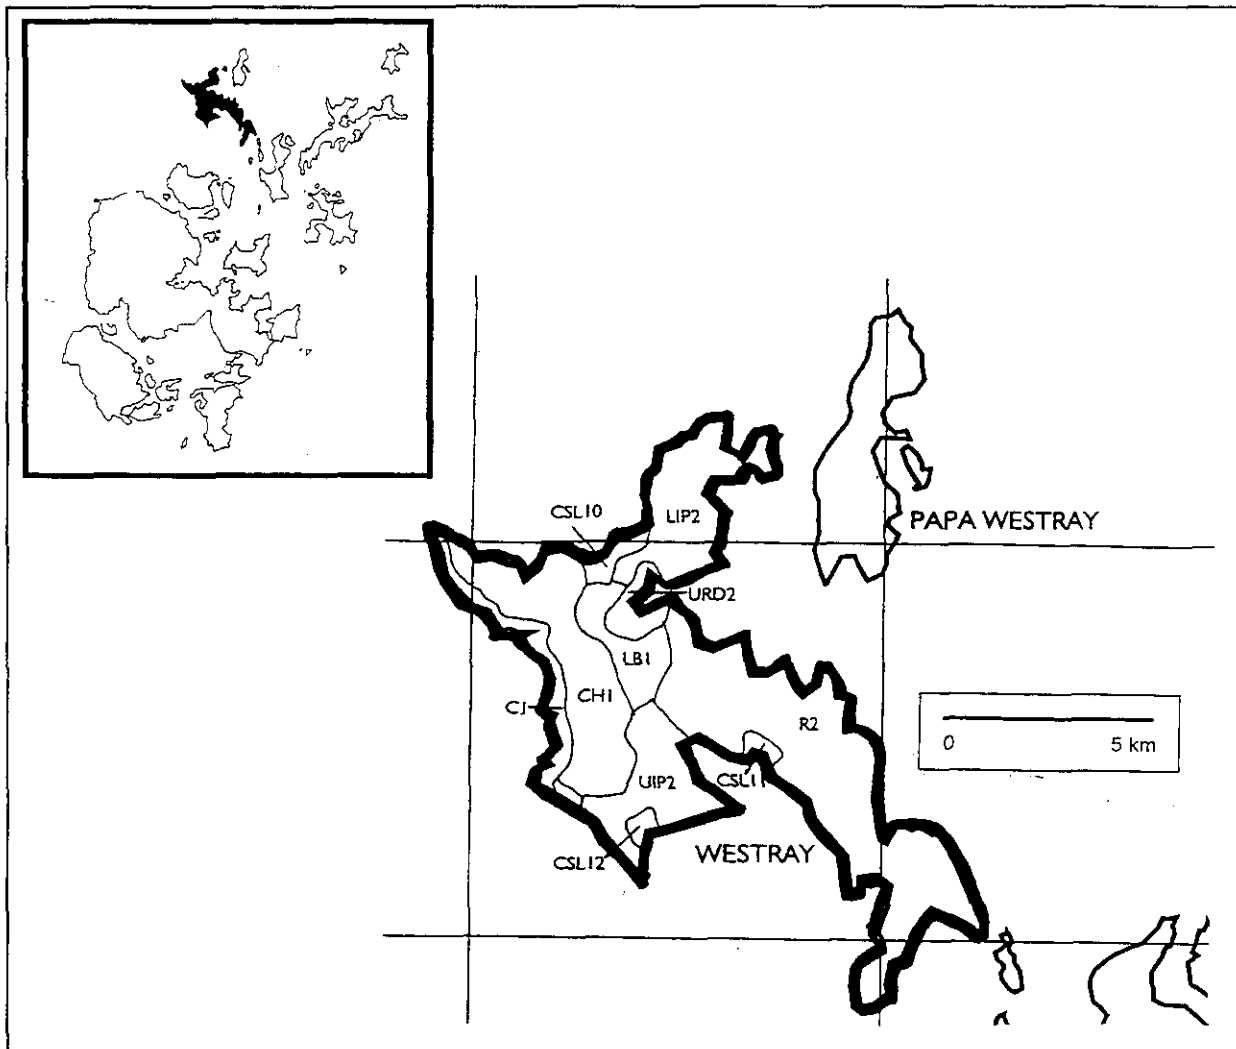 CSL10
LIP2
PAPA WESTRAY
URD2
LB1
CH1
CJ
R2
0 5 km
UIP2
CSL11
WESTRAY
CSL12